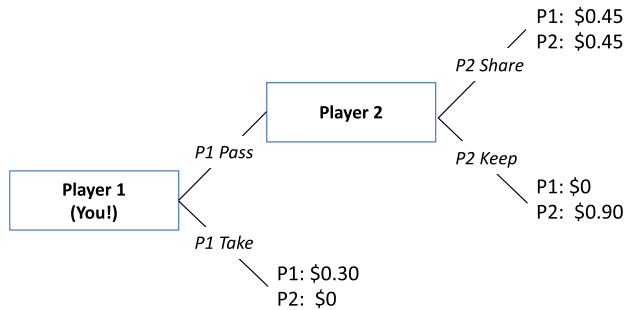 P1: $0.45
P2: $0.45
P2 Share
Player 2
P1 Pass
P2 Keep
P1: $0
P2: $0.90
Player 1
(You!)
P1 Take
P1: $0.30
P2: $0